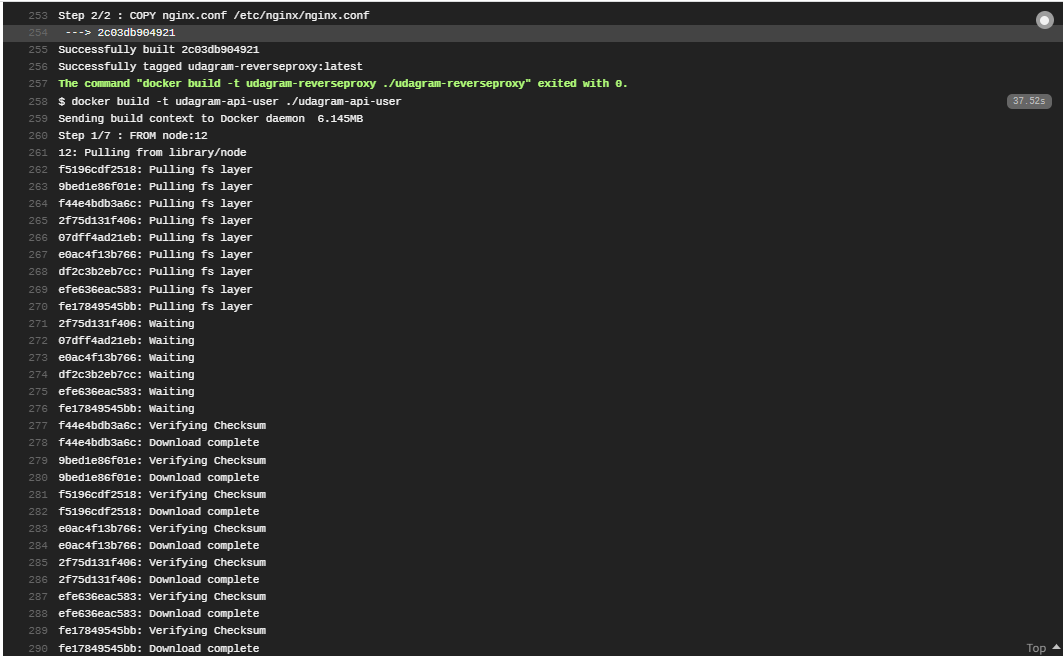 253 Step 2/2 : COPY nginx.conf /etc/nginx/nginx.conf
254 ---> 2c03db904921
255 Successfully built 2c03db904921
256 Successfully tagged udagram-reverseproxy:latest
257 The command "docker build -t udagram-reverseproxy ./udagram-reverseproxy" exited with 0.
258 $ docker build -t udagram-api-user ./udagram-api-user 37.52s
259 Sending build context to Docker daemon  6.145MB
260 Step 1/7 : FROM node:12
261 12: Pulling from library/node
262 f5196cdf2518: Pulling fs layer
263 9bed1e86f01e: Pulling fs layer
264 f44e4bdb3a6c: Pulling fs layer
265 2f75d131f406: Pulling fs layer
266 07dff4ad21eb: Pulling fs layer
267 e0ac4f13b766: Pulling fs layer
268 df2c3b2eb7cc: Pulling fs layer
269 efe636eac583: Pulling fs layer
270 fe17849545bb: Pulling fs layer
271 2f75d131f406: Waiting
272 07dff4ad21eb: Waiting
273 e0ac4f13b766: Waiting
274 df2c3b2eb7cc: Waiting
275 efe636eac583: Waiting
276 fe17849545bb: Waiting
277 f44e4bdb3a6c: Verifying Checksum
278 f44e4bdb3a6c: Download complete
279 9bed1e86f01e: Verifying Checksum
280 9bed1e86f01e: Download complete
281 f5196cdf2518: Verifying Checksum
282 f5196cdf2518: Download complete
283 e0ac4f13b766: Verifying Checksum
284 e0ac4f13b766: Download complete
285 2f75d131f406: Verifying Checksum
286 2f75d131f406: Download complete
287 efe636eac583: Verifying Checksum
288 efe636eac583: Download complete
289 fe17849545bb: Verifying Checksum
290 fe17849545bb: Download complete
Top